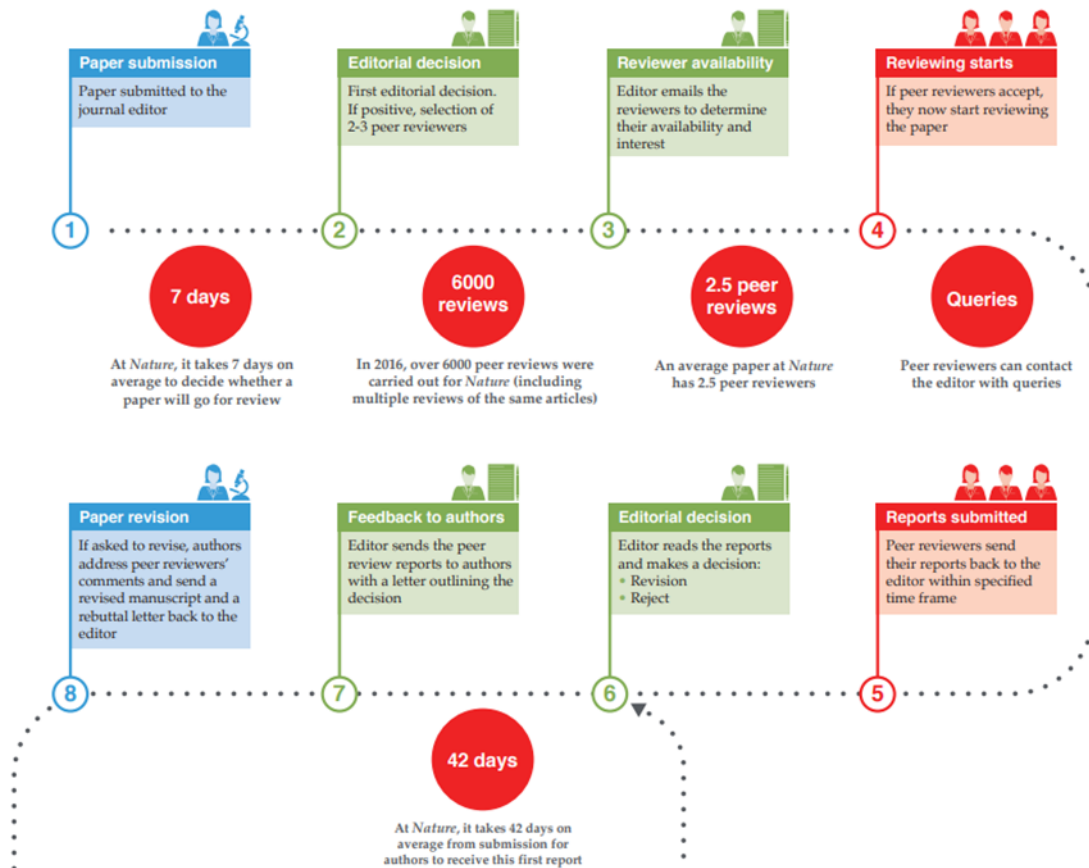 Paper submission
Paper submitted to the
journal editor
Editorial decision
First editorial decision.
If positive, selection of
2-3 peer reviewers
Reviewer availability
Editor emails the
reviewers to determine
their availability and
interest
Reviewing starts
If peer reviewers accept,
they now start reviewing
the paper
1
2
3
4
7 days
At Nature, it takes 7 days on
average to decide whether a
paper will go for review
6000
reviews
In 2016, over 6000 peer reviews were
carried out for Nature (including
multiple reviews of the same articles)
2.5 peer
reviews
An average paper at Nature
has 2.5 peer reviewers
Queries
Peer reviewers can contact
the editor with queries
Paper revision
If asked to revise, authors
address peer reviewers'
comments and send a
revised manuscript and a
rebuttal letter back to the
editor
Feedback to authors
Editor sends the peer
review reports to authors
with a letter outlining the
decision
Editorial decision
Editor reads the reports
and makes a decision:
• Revision
• Reject
Reports submitted
Peer reviewers send
their reports back to the
editor within specified
time frame
8
7
6
5
42 days
At Nature, it takes 42 days on
average from submission for
authors to receive this first report